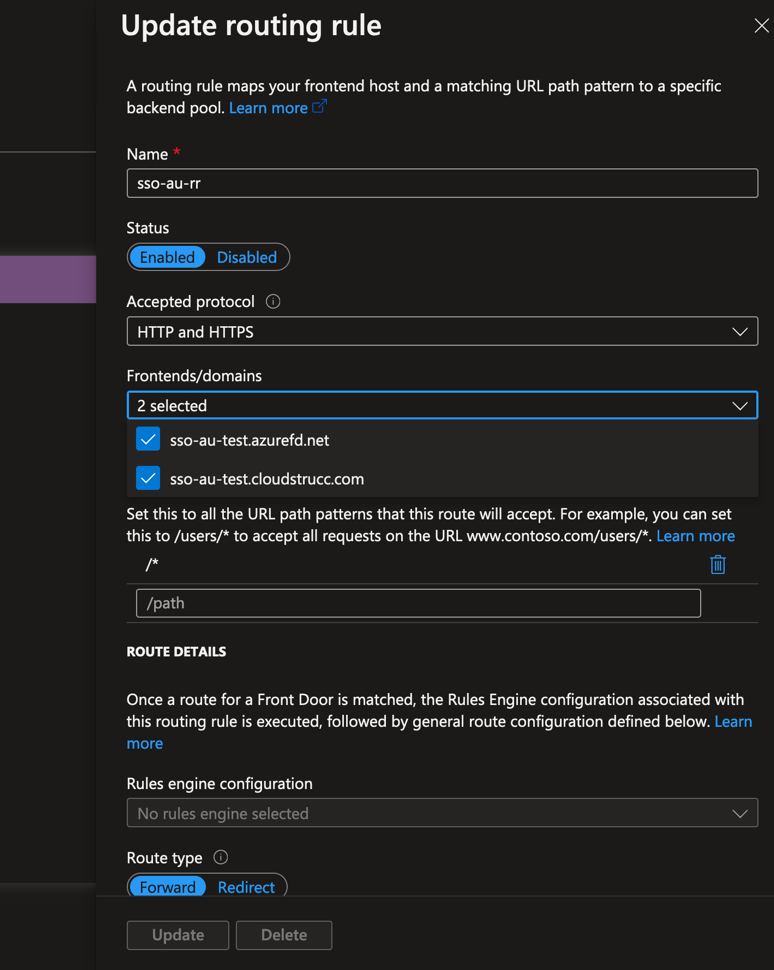 Update routing rule
A routing rule maps your frontend host and a matching URL path pattern to a specific
backend pool. Learn more
Name *
sso-au-rr
Status
Enabled Disabled
Accepted protocol
HTTP and HTTPS
Frontends/domains
2 selected
sso-au-test.azurefd.net
sso-au-test.cloudstrucc.com
Set this to all the URL path patterns that this route will accept. For example, you can set
this to /users/* to accept all requests on the URL www.contoso.com/users/*. Learn more
/*
/path
ROUTE DETAILS
Once a route for a Front Door is matched, the Rules Engine configuration associated with
this routing rule is executed, followed by general route configuration defined below. Learn
more
Rules engine configuration
No rules engine selected
Route type
Forward Redirect
Update Delete